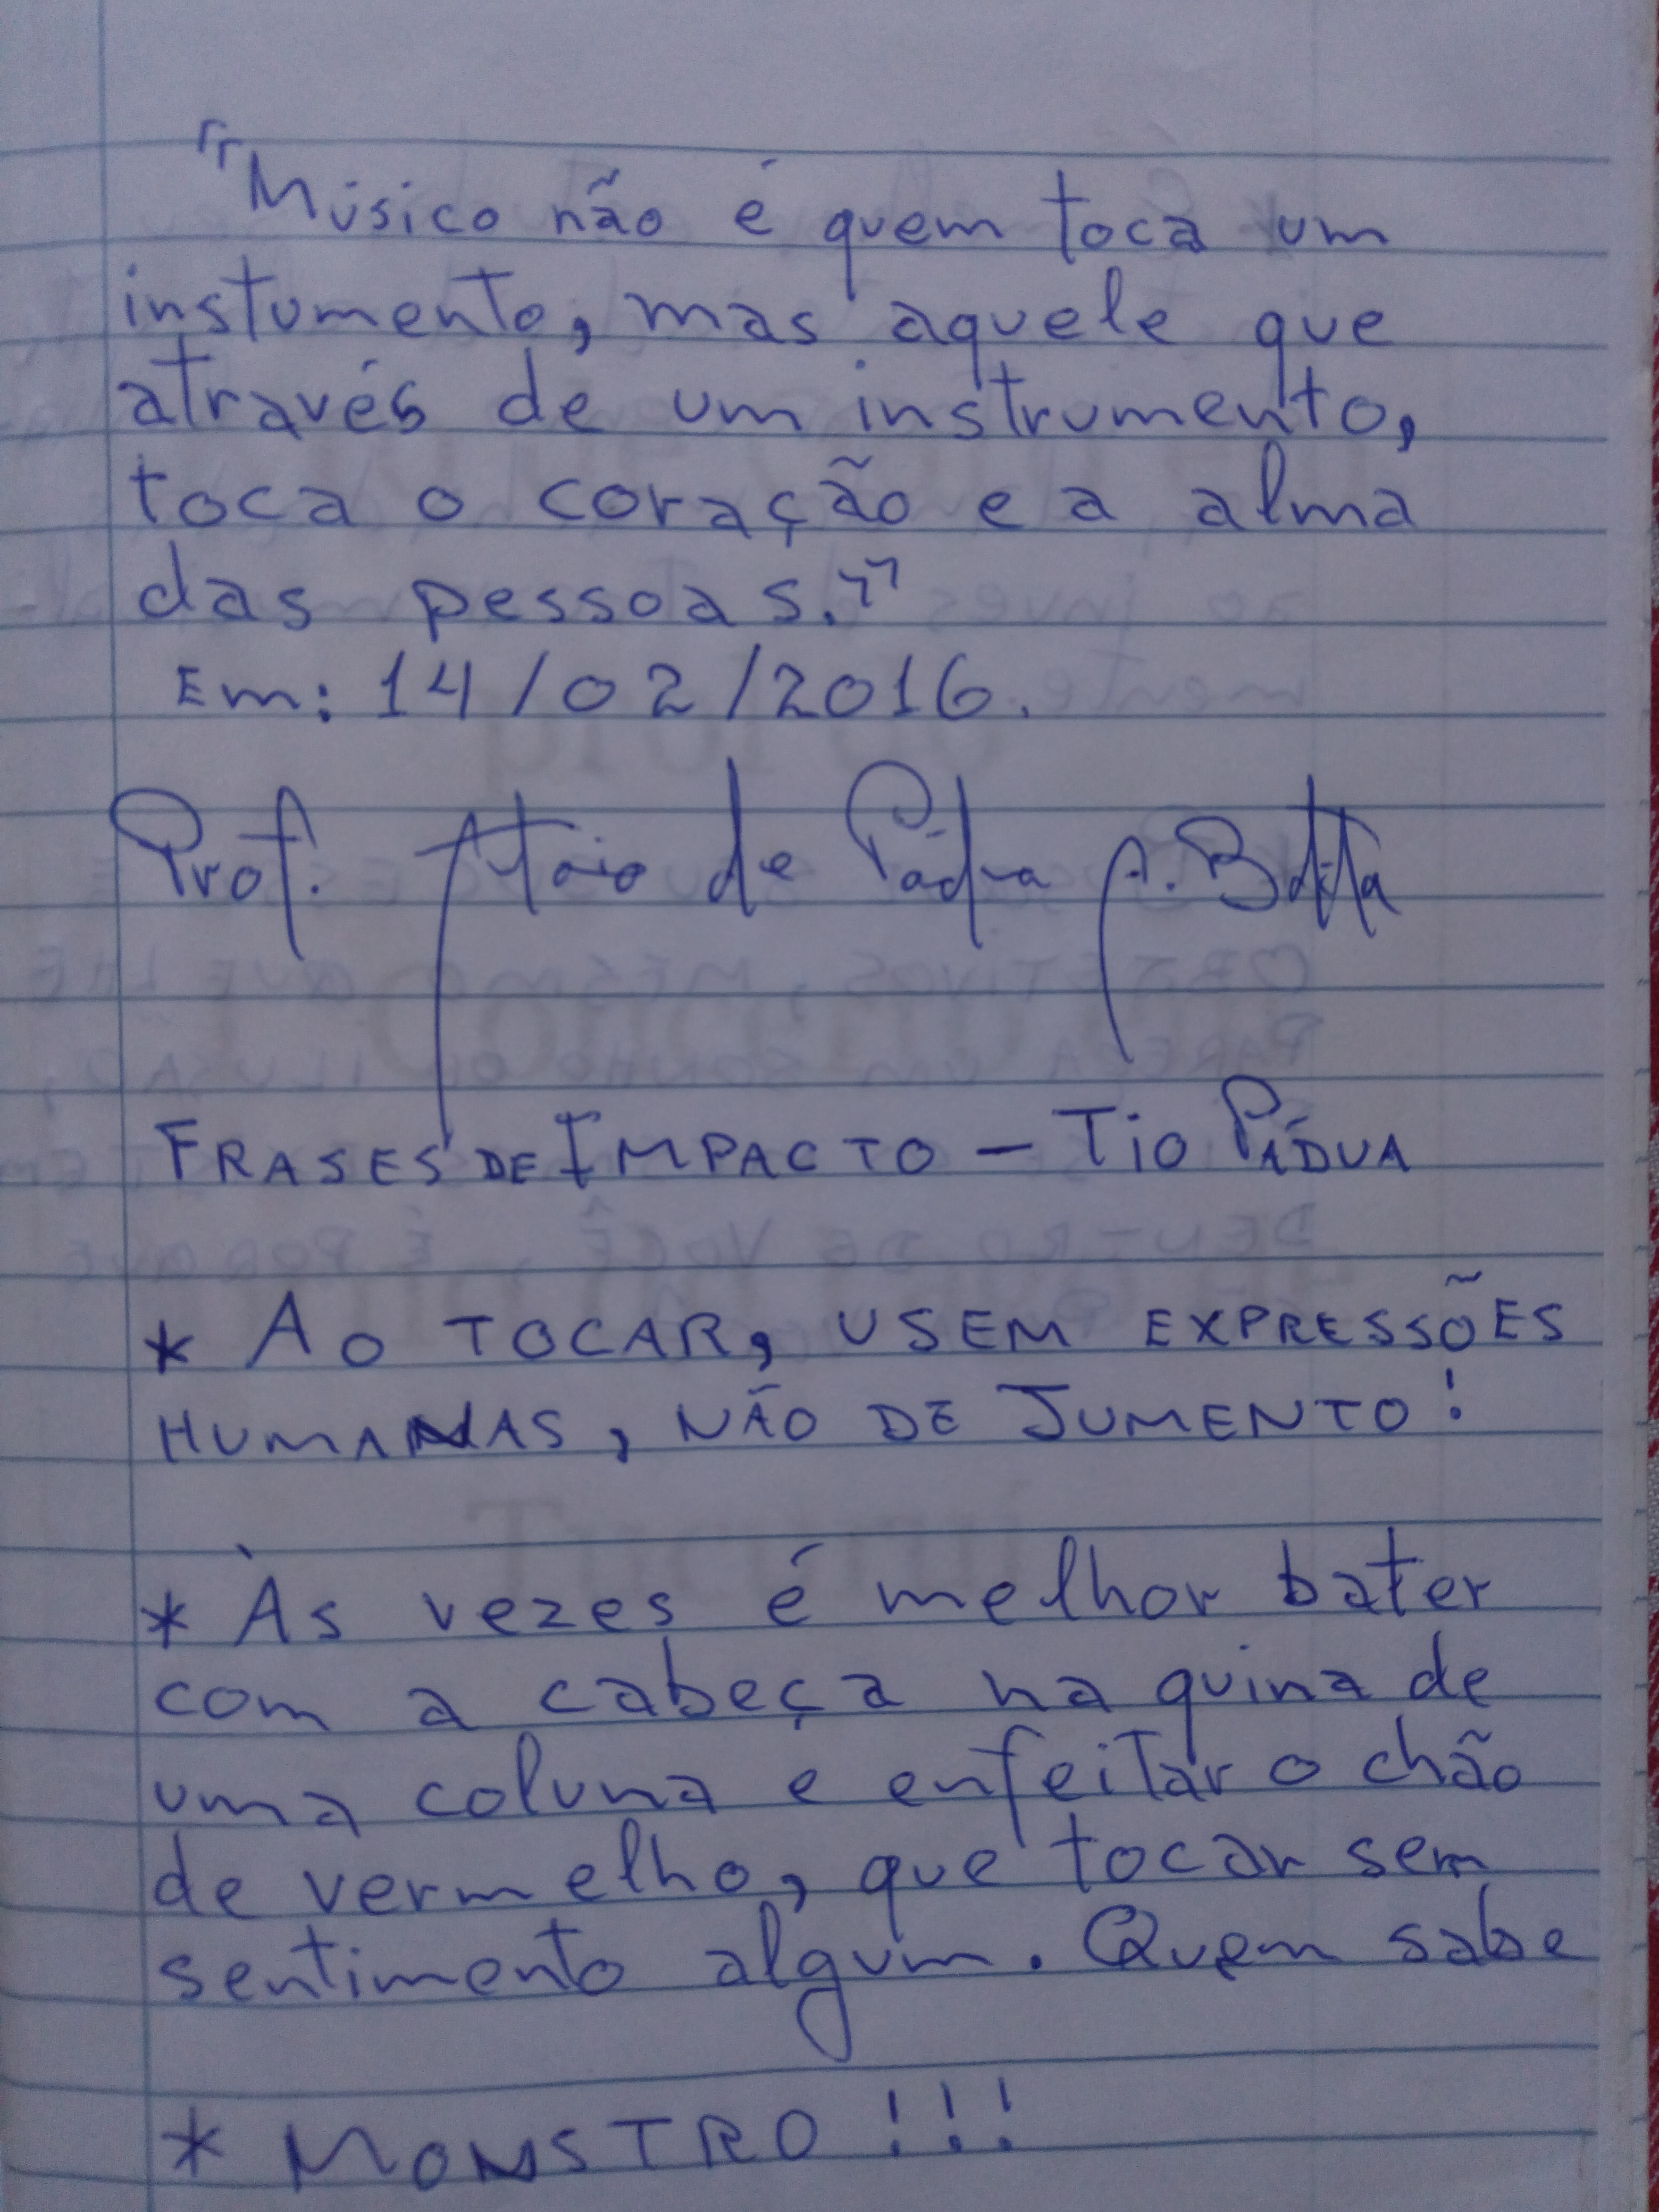 "Músico não é quem toca um
instumento, mas aquele que
através de um instrumento,
toca o coração e a alma
das pessoas."
Em: 14/02/2016.
Prof. de Pádua A. Batista
FRASES DE IMPACTO - TIO PÁDUA
* AO TOCAR, USEM EXPRESSÕES
HUMANAS, NÃO DE JUMENTO!
* Às vezes é melhor bater
com a cabeça na quina de
uma coluna e enfeitar o chão
de vermelho, que tocar sem
sentimento algum. Quem sabe
* MONSTRO!!!